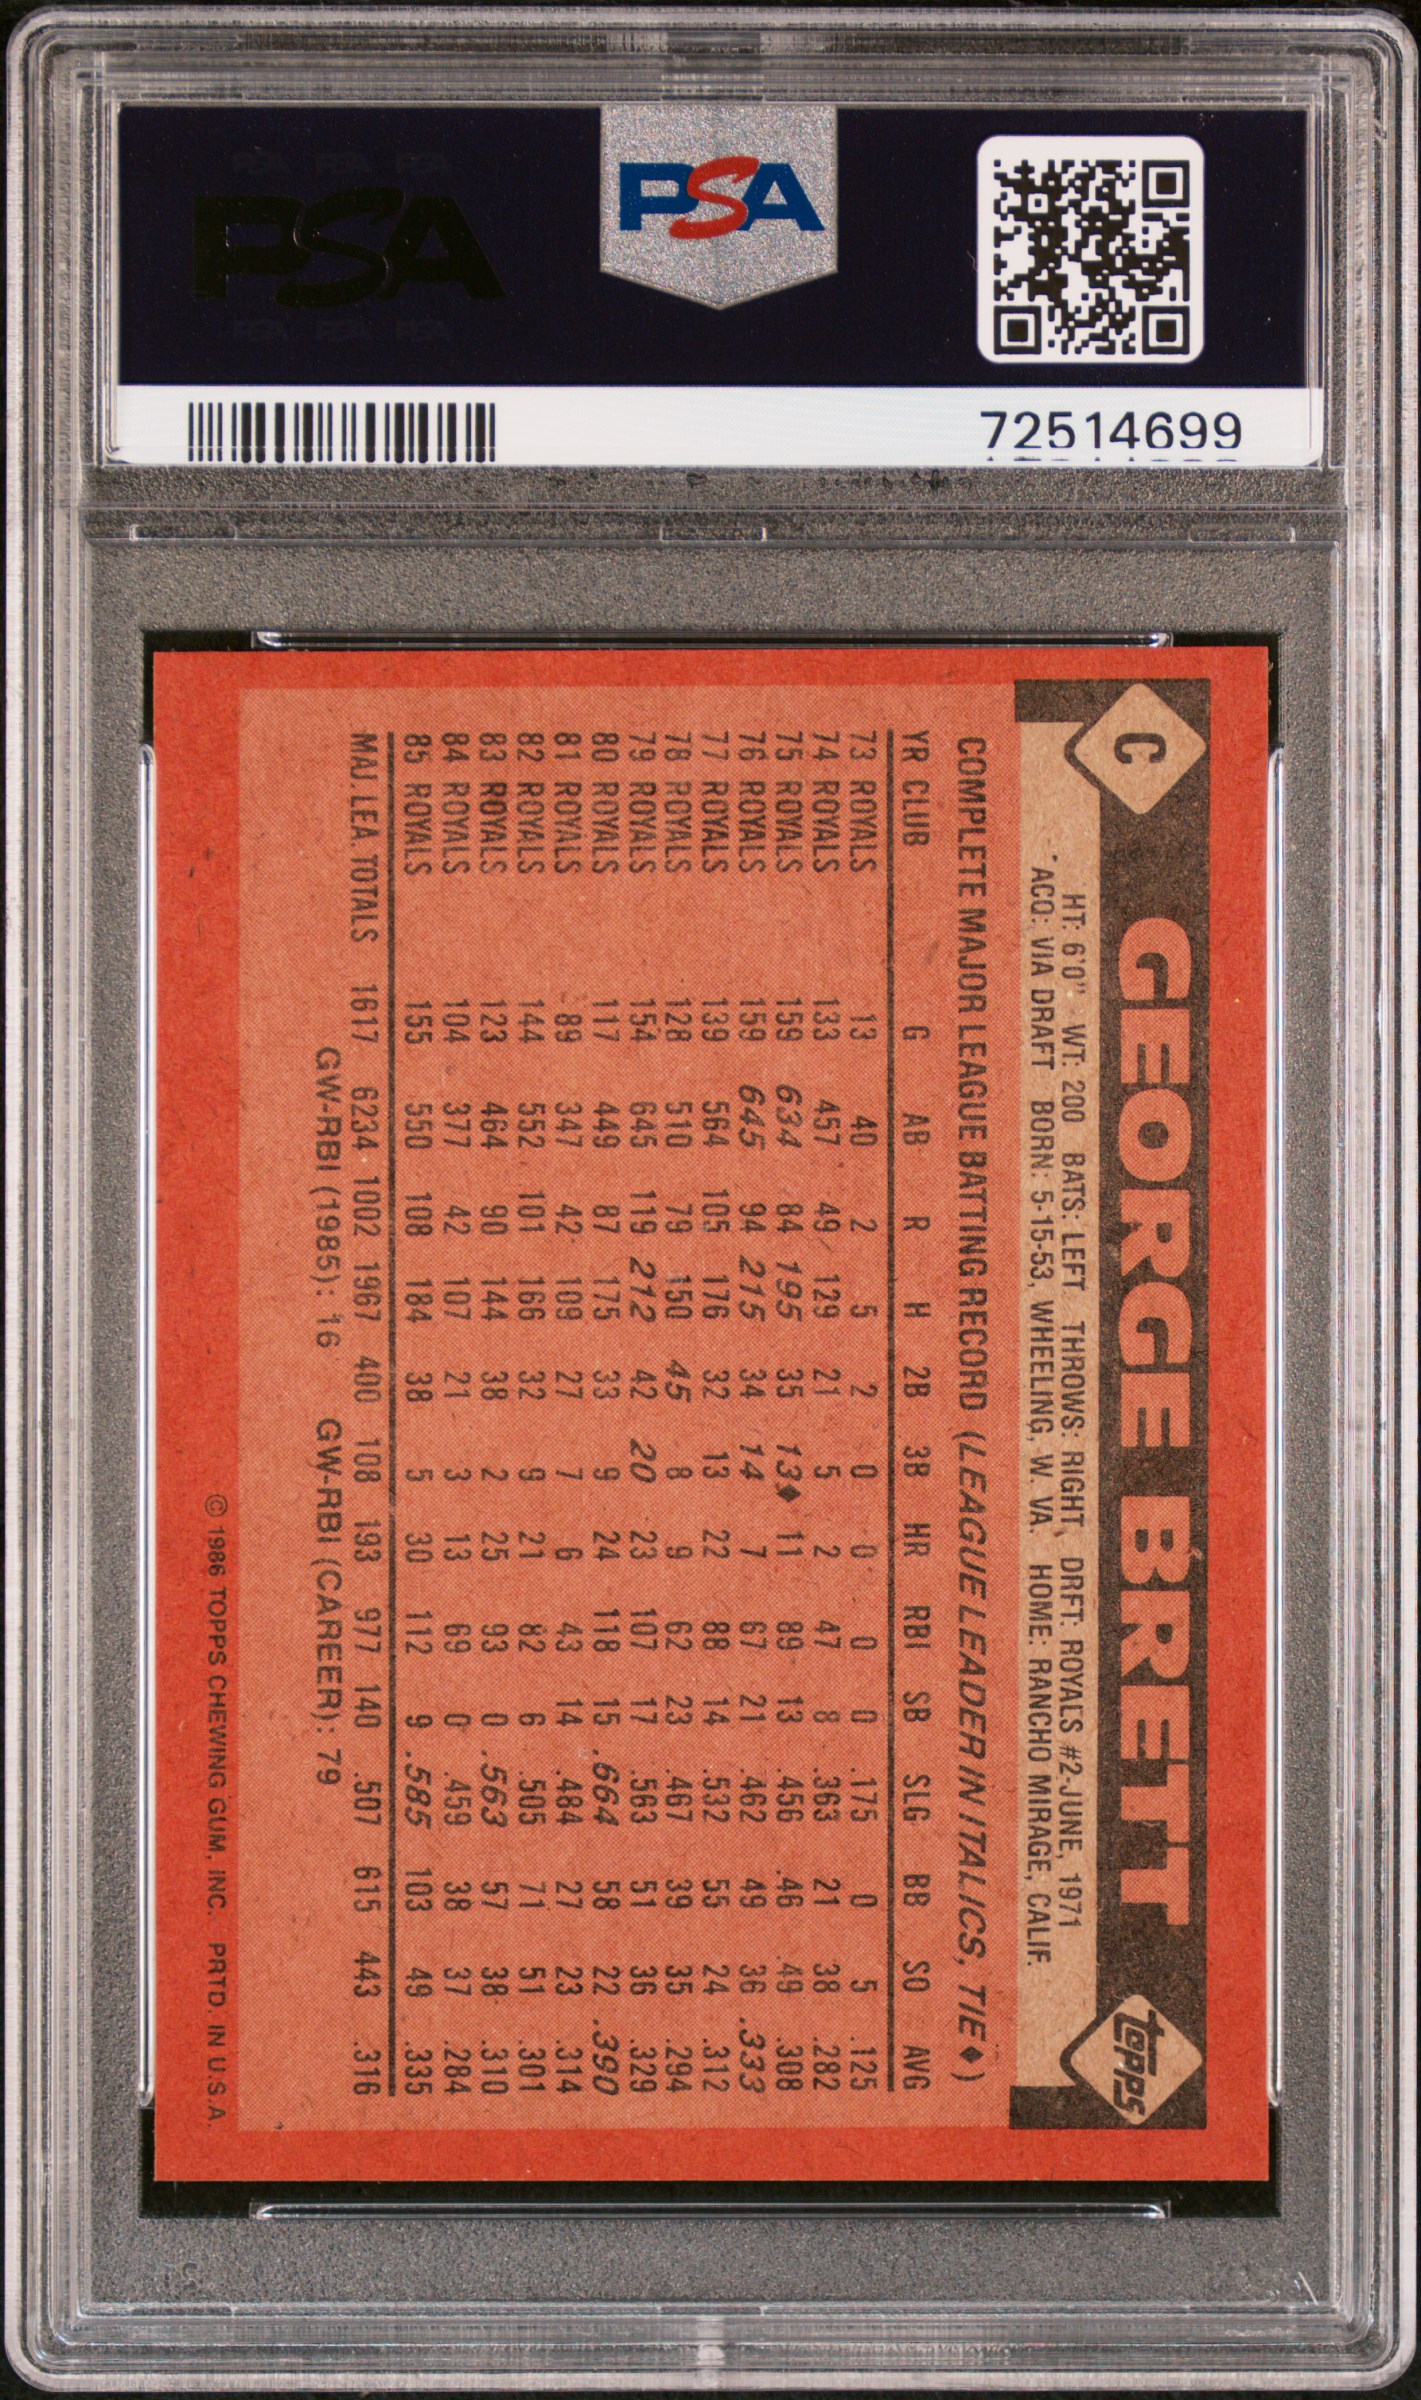 PSA
PSA
72514699
C
GEORGE BRETT
topps
HT: 6'0" WT: 200 BATS: LEFT THROWS: RIGHT DRFT: ROYALS #2-JUNE, 1971
ACQ: VIA DRAFT BORN: 5-15-53, WHEELING, W. VA. HOME: RANCHO MIRAGE, CALIF.
COMPLETE MAJOR LEAGUE BATTING RECORD (LEAGUE LEADER IN ITALICS, TIE ♦)
YR CLUB G AB R H 2B 3B HR RBI SB SLG BB SO AVG
73 ROYALS 13 40 2 5 2 0 0 0 0 .175 0 5 .125
74 ROYALS 133 457 49 129 21 5 2 47 8 .363 21 38 .282
75 ROYALS 159 634 84 195 35 13♦ 11 89 13 .456 46 49 .308
76 ROYALS 159 645 94 215 34 14 7 67 21 .462 49 36 .333
77 ROYALS 139 564 105 176 32 13 22 88 14 .532 55 24 .312
78 ROYALS 128 510 79 150 45 8 9 62 23 .467 39 35 .294
79 ROYALS 154 645 119 212 42 20 23 107 17 .563 51 36 .329
80 ROYALS 117 449 87 175 33 9 24 118 15 .664 58 22 .390
81 ROYALS 89 347 42 109 27 7 6 43 14 .484 27 23 .314
82 ROYALS 144 552 101 166 32 9 21 82 6 .505 71 51 .301
83 ROYALS 123 464 90 144 38 2 25 93 0 .563 57 38 .310
84 ROYALS 104 377 42 107 21 3 13 69 0 .459 38 37 .284
85 ROYALS 155 550 108 184 38 5 30 112 9 .585 103 49 .335
MAJ. LEA. TOTALS 1617 6234 1002 1967 400 108 193 977 140 .507 615 443 .316
GW-RBI (1985): 16 GW-RBI (CAREER): 79
© 1986 TOPPS CHEWING GUM, INC. PRTD. IN U.S.A.